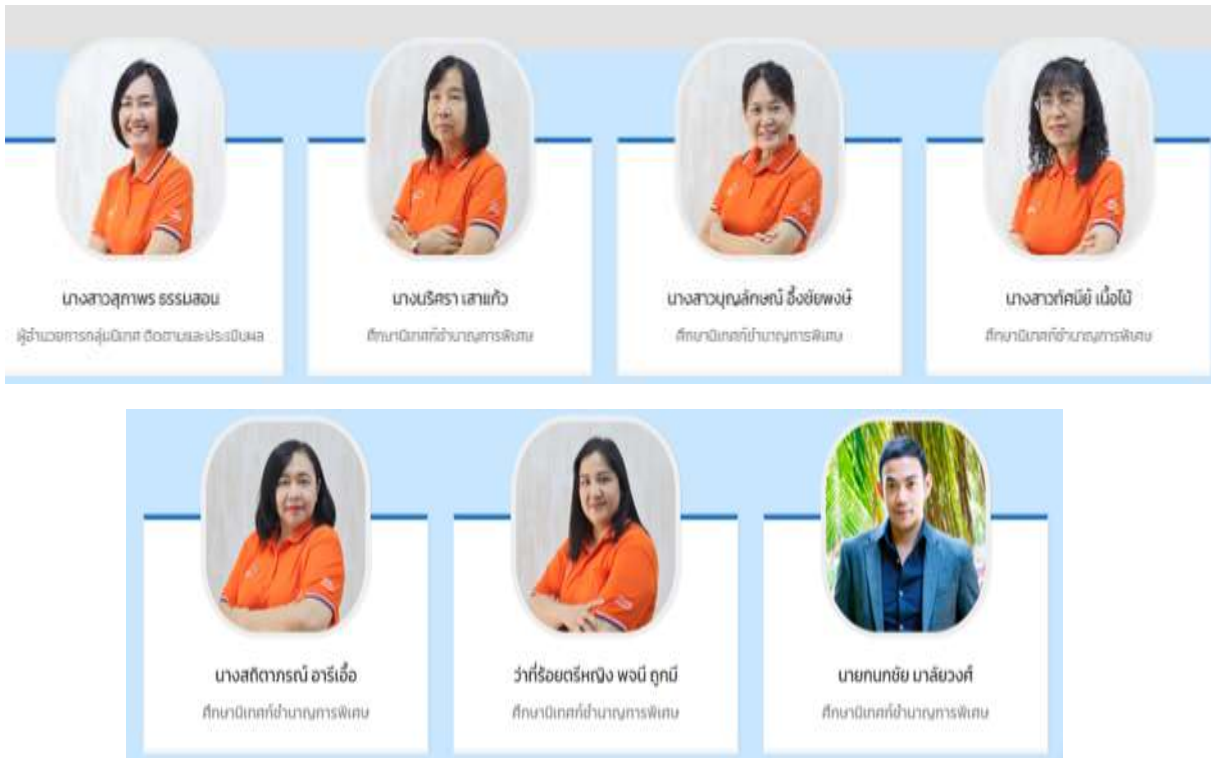 นางสาวสุภาพร ธรรมสอน
ผู้อำนวยการกลุ่มนิเทศ ติดตามและประเมินผล
นางนริศรา เสาแก้ว
ศึกษานิเทศก์ชำนาญการพิเศษ
นางสาวบุญลักษณ์ อึ้งชัยพงษ์
ศึกษานิเทศก์ชำนาญการพิเศษ
นางสาวทัศนีย์ เนื้อไม้
ศึกษานิเทศก์ชำนาญการพิเศษ
นางสถิตาภรณ์ อารีเอื้อ
ศึกษานิเทศก์ชำนาญการพิเศษ
ว่าที่ร้อยตรีหญิง พจนี ถูกมี
ศึกษานิเทศก์ชำนาญการพิเศษ
นายกนกชัย มาลัยวงศ์
ศึกษานิเทศก์ชำนาญการพิเศษ